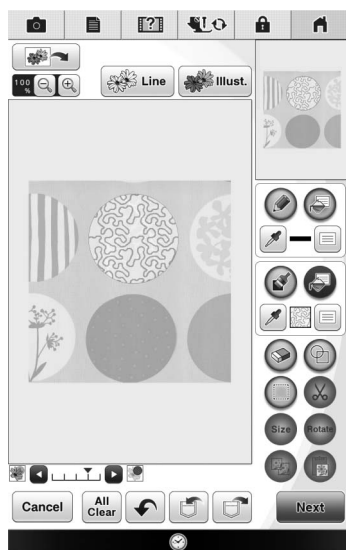 ?
100
%
Line
Illust.
Size
Rotate
Cancel
All
Clear
Next